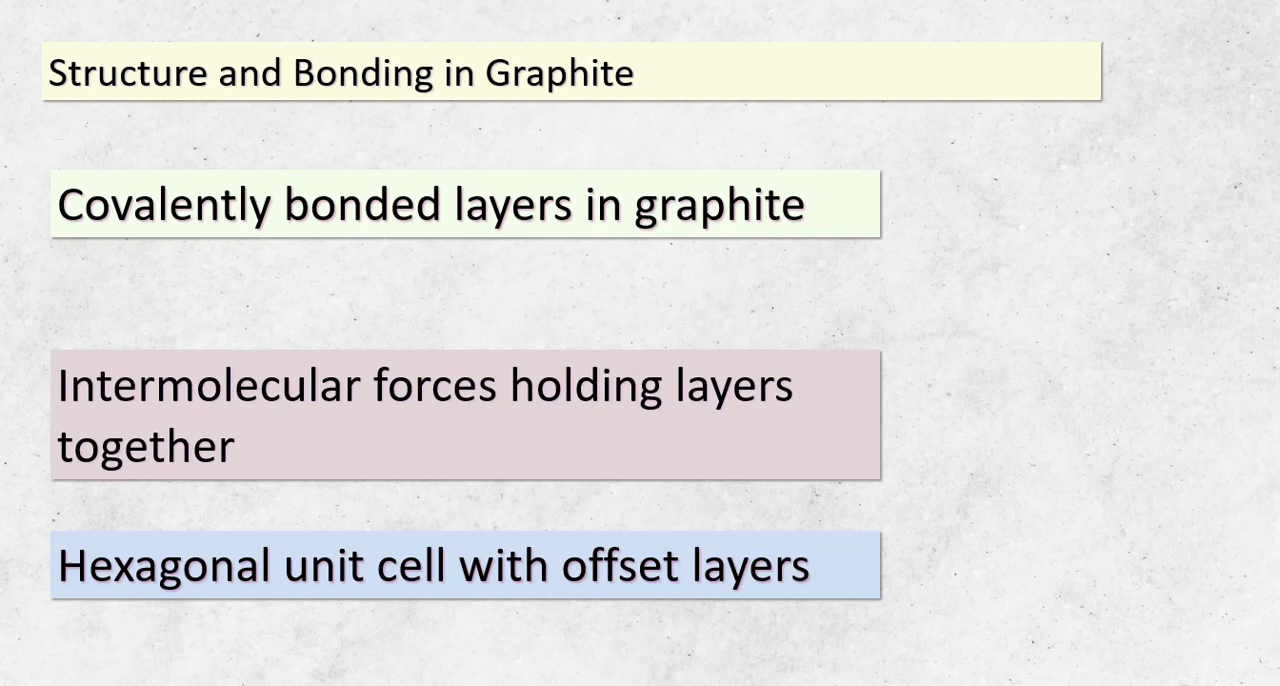 Structure and Bonding in Graphite
Covalently bonded layers in graphite
Intermolecular forces holding layers
together
Hexagonal unit cell with offset layers